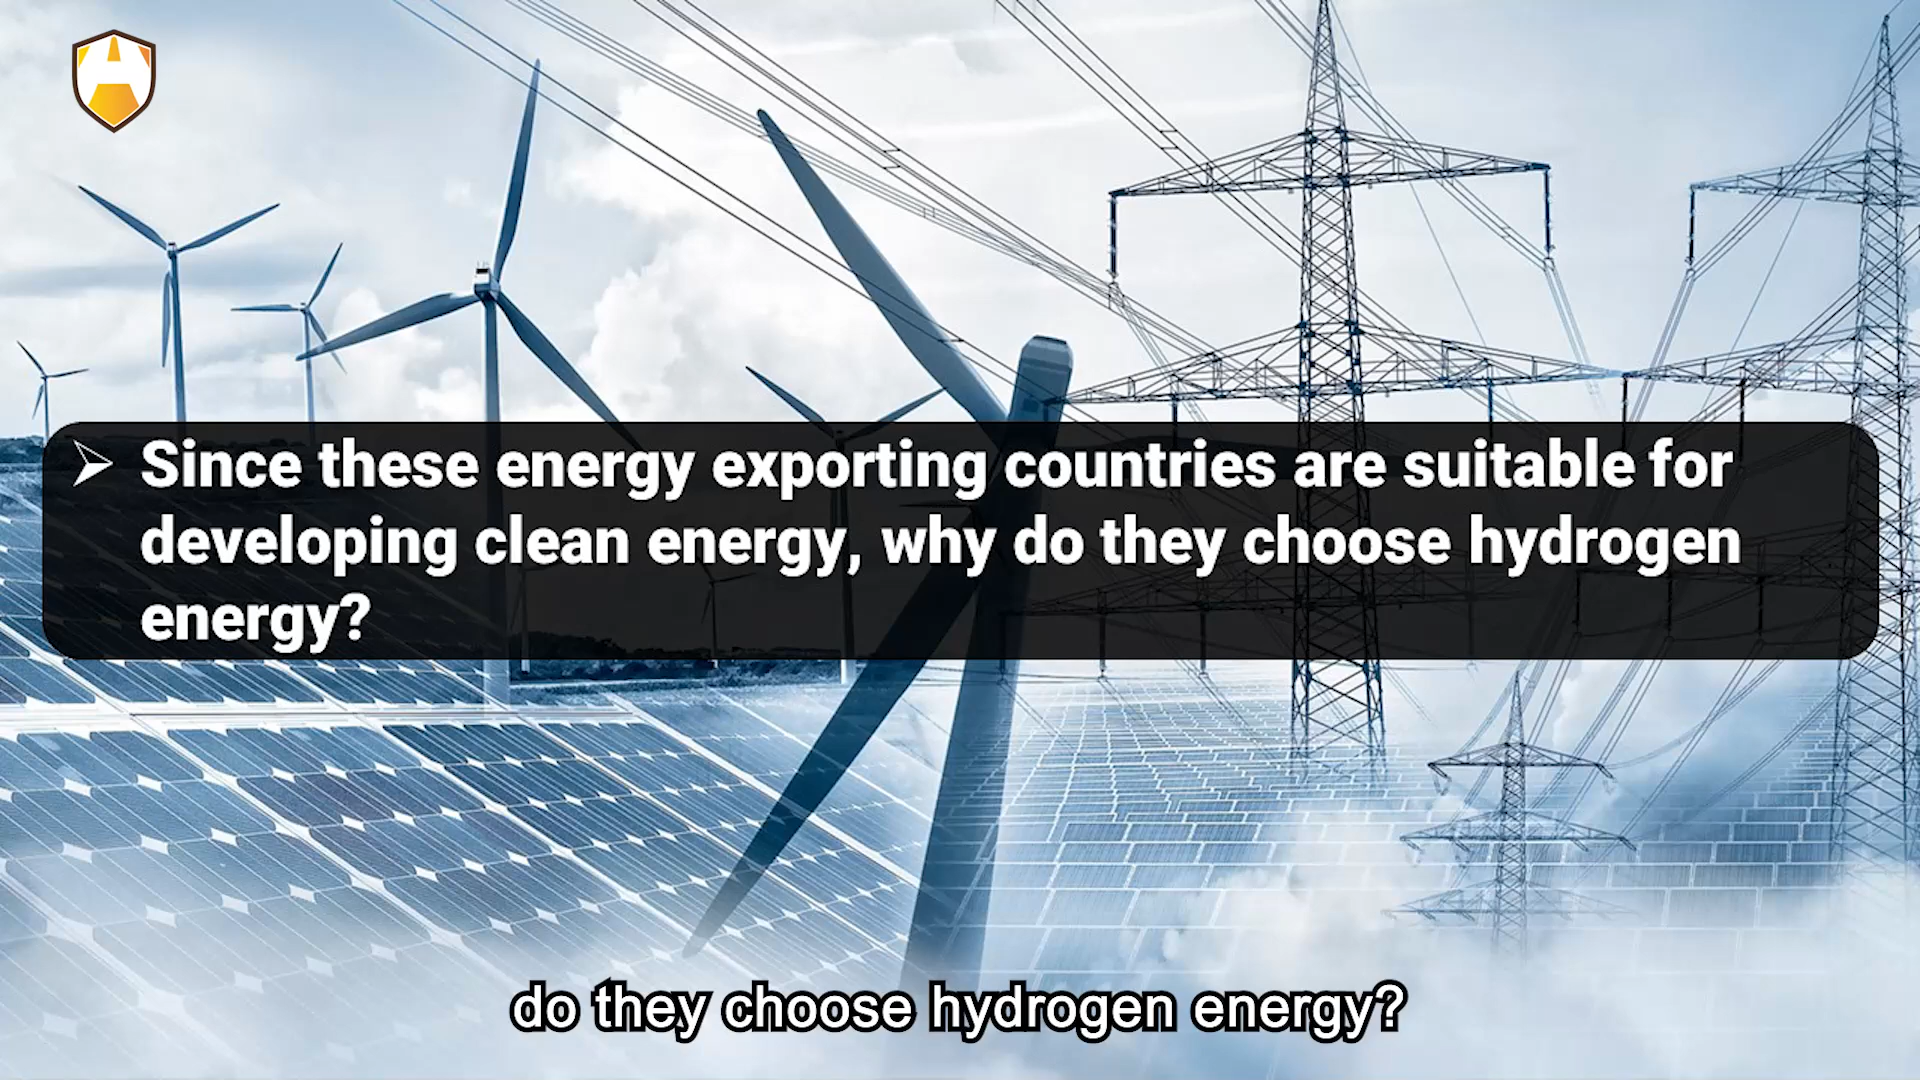 Since these energy exporting countries are suitable for
developing clean energy, why do they choose hydrogen
energy?
do they choose hydrogen energy?